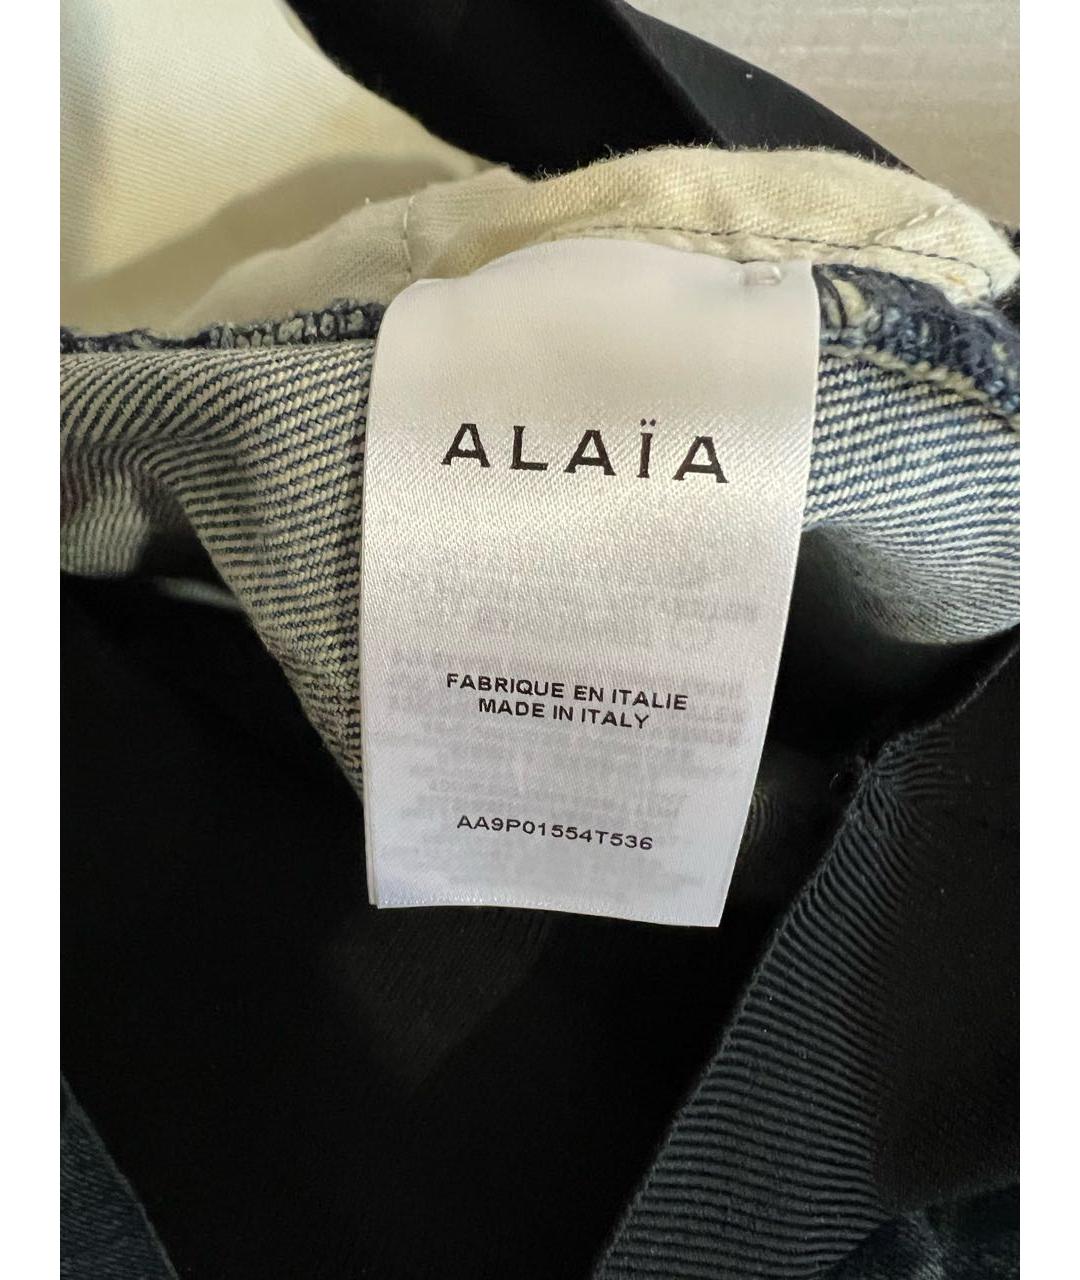 ALAÏA
FABRIQUE EN ITALIE
MADE IN ITALY
AA9P01554T536